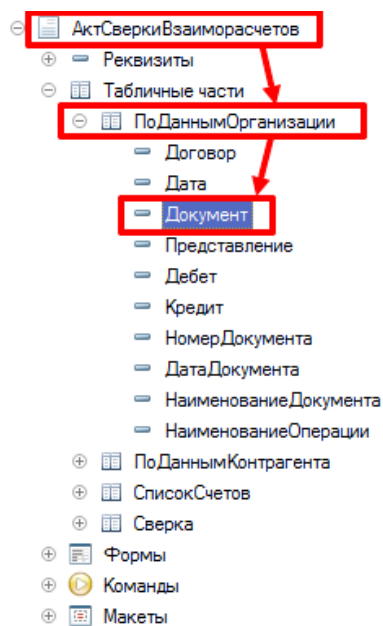 АктСверкиВзаиморасчетов
Реквизиты
Табличные части
ПоДаннымОрганизации
Договор
Дата
Документ
Представление
Дебет
Кредит
НомерДокумента
ДатаДокумента
НаименованиеДокумента
НаименованиеОперации
ПоДаннымКонтрагента
СписокСчетов
Сверка
Формы
Команды
Макеты